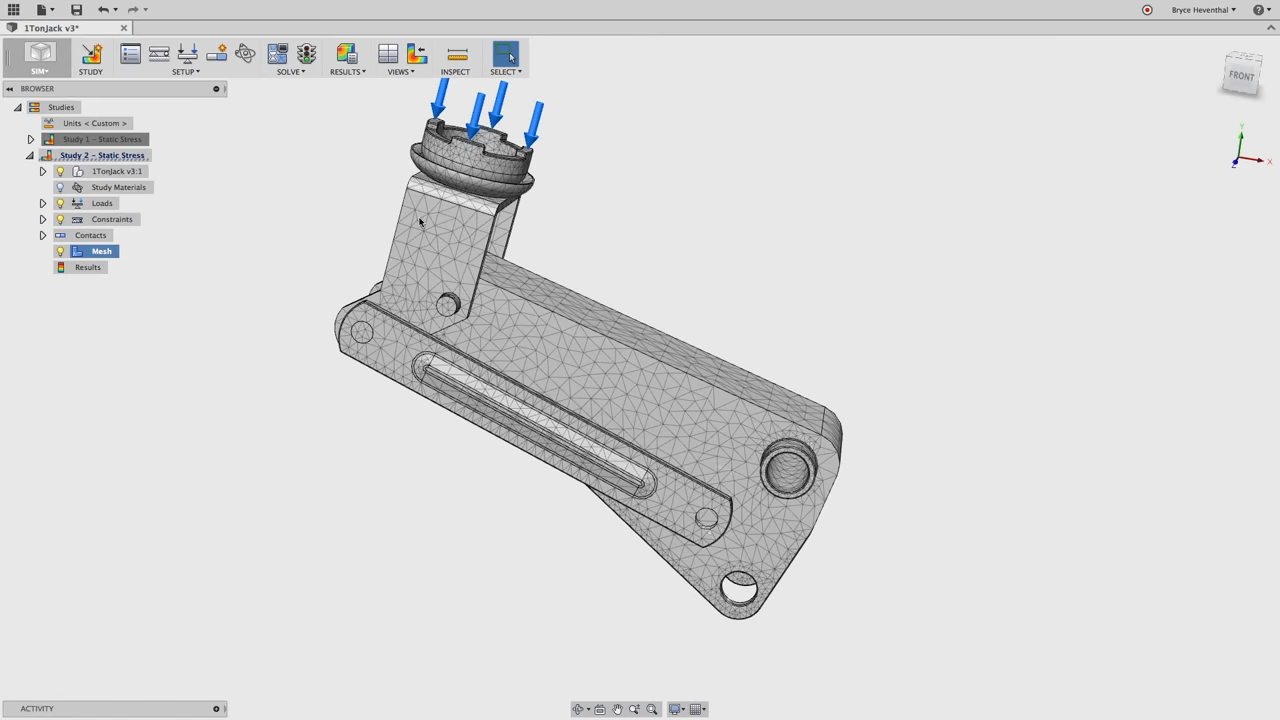 Bryce Heventhal
1TonJack v3*
SIM
STUDY
SETUP
SOLVE
RESULTS
VIEWS
INSPECT
SELECT
BROWSER
FRONT
Studies
Units < Custom >
Study 1 - Static Stress
Study 2 - Static Stress
1TonJack v3:1
Study Materials
Loads
Constraints
Contacts
Mesh
Results
Y
X
Z
ACTIVITY